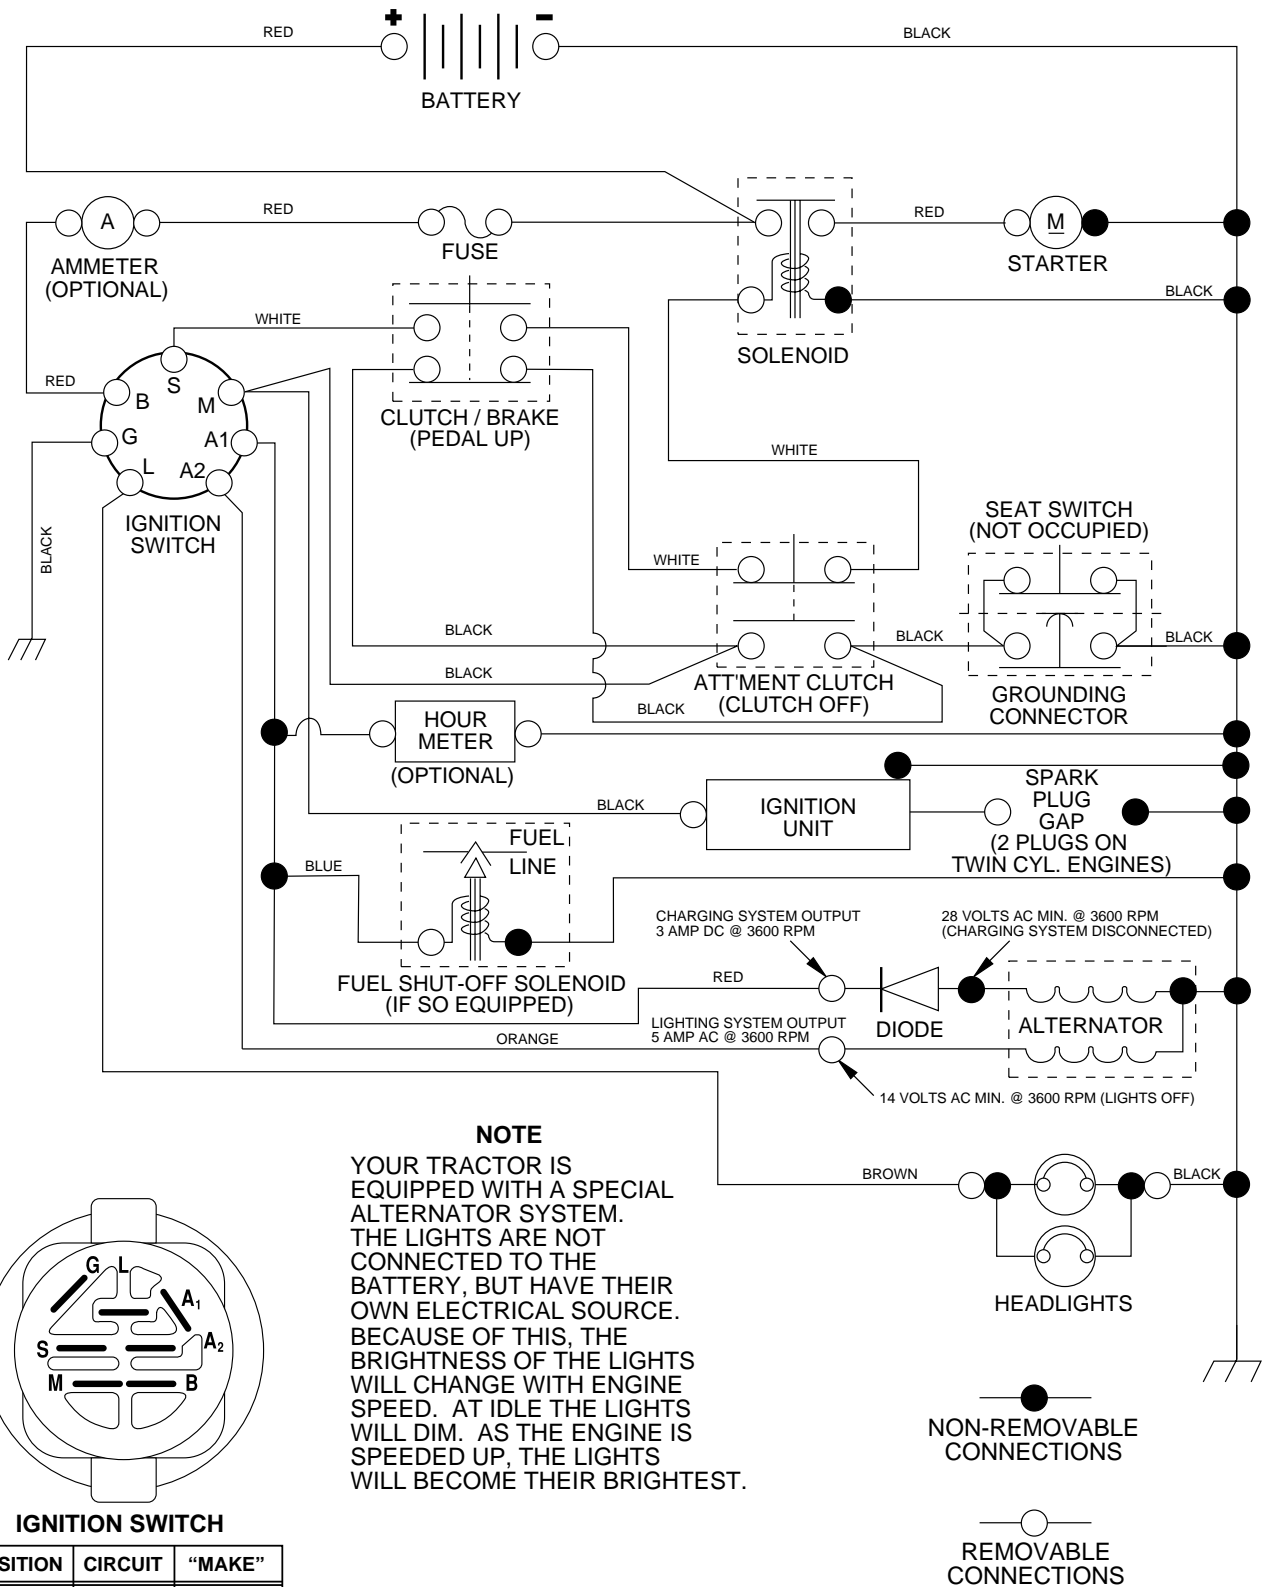 + −
RED
BLACK
BATTERY
A
RED
FUSE
RED
M
STARTER
AMMETER
(OPTIONAL)
BLACK
WHITE
SOLENOID
RED
S
B
M
G
A1
L
A2
CLUTCH / BRAKE
(PEDAL UP)
WHITE
IGNITION
SWITCH
BLACK
SEAT SWITCH
(NOT OCCUPIED)
WHITE
BLACK
BLACK
BLACK
BLACK
ATT'MENT CLUTCH
(CLUTCH OFF)
BLACK
GROUNDING
CONNECTOR
HOUR
METER
(OPTIONAL)
BLACK
IGNITION
UNIT
SPARK
PLUG
GAP
(2 PLUGS ON
TWIN CYL. ENGINES)
FUEL
LINE
BLUE
FUEL SHUT-OFF SOLENOID
(IF SO EQUIPPED)
CHARGING SYSTEM OUTPUT
3 AMP DC @ 3600 RPM
28 VOLTS AC MIN. @ 3600 RPM
(CHARGING SYSTEM DISCONNECTED)
RED
DIODE
ALTERNATOR
LIGHTING SYSTEM OUTPUT
5 AMP AC @ 3600 RPM
ORANGE
14 VOLTS AC MIN. @ 3600 RPM (LIGHTS OFF)
NOTE
YOUR TRACTOR IS
EQUIPPED WITH A SPECIAL
ALTERNATOR SYSTEM.
THE LIGHTS ARE NOT
CONNECTED TO THE
BATTERY, BUT HAVE THEIR
OWN ELECTRICAL SOURCE.
BECAUSE OF THIS, THE
BRIGHTNESS OF THE LIGHTS
WILL CHANGE WITH ENGINE
SPEED. AT IDLE THE LIGHTS
WILL DIM. AS THE ENGINE IS
SPEEDED UP, THE LIGHTS
WILL BECOME THEIR BRIGHTEST.
BROWN
BLACK
HEADLIGHTS
G L
A1
S
A2
M
B
IGNITION SWITCH
SITION CIRCUIT “MAKE”
NON-REMOVABLE
CONNECTIONS
REMOVABLE
CONNECTIONS